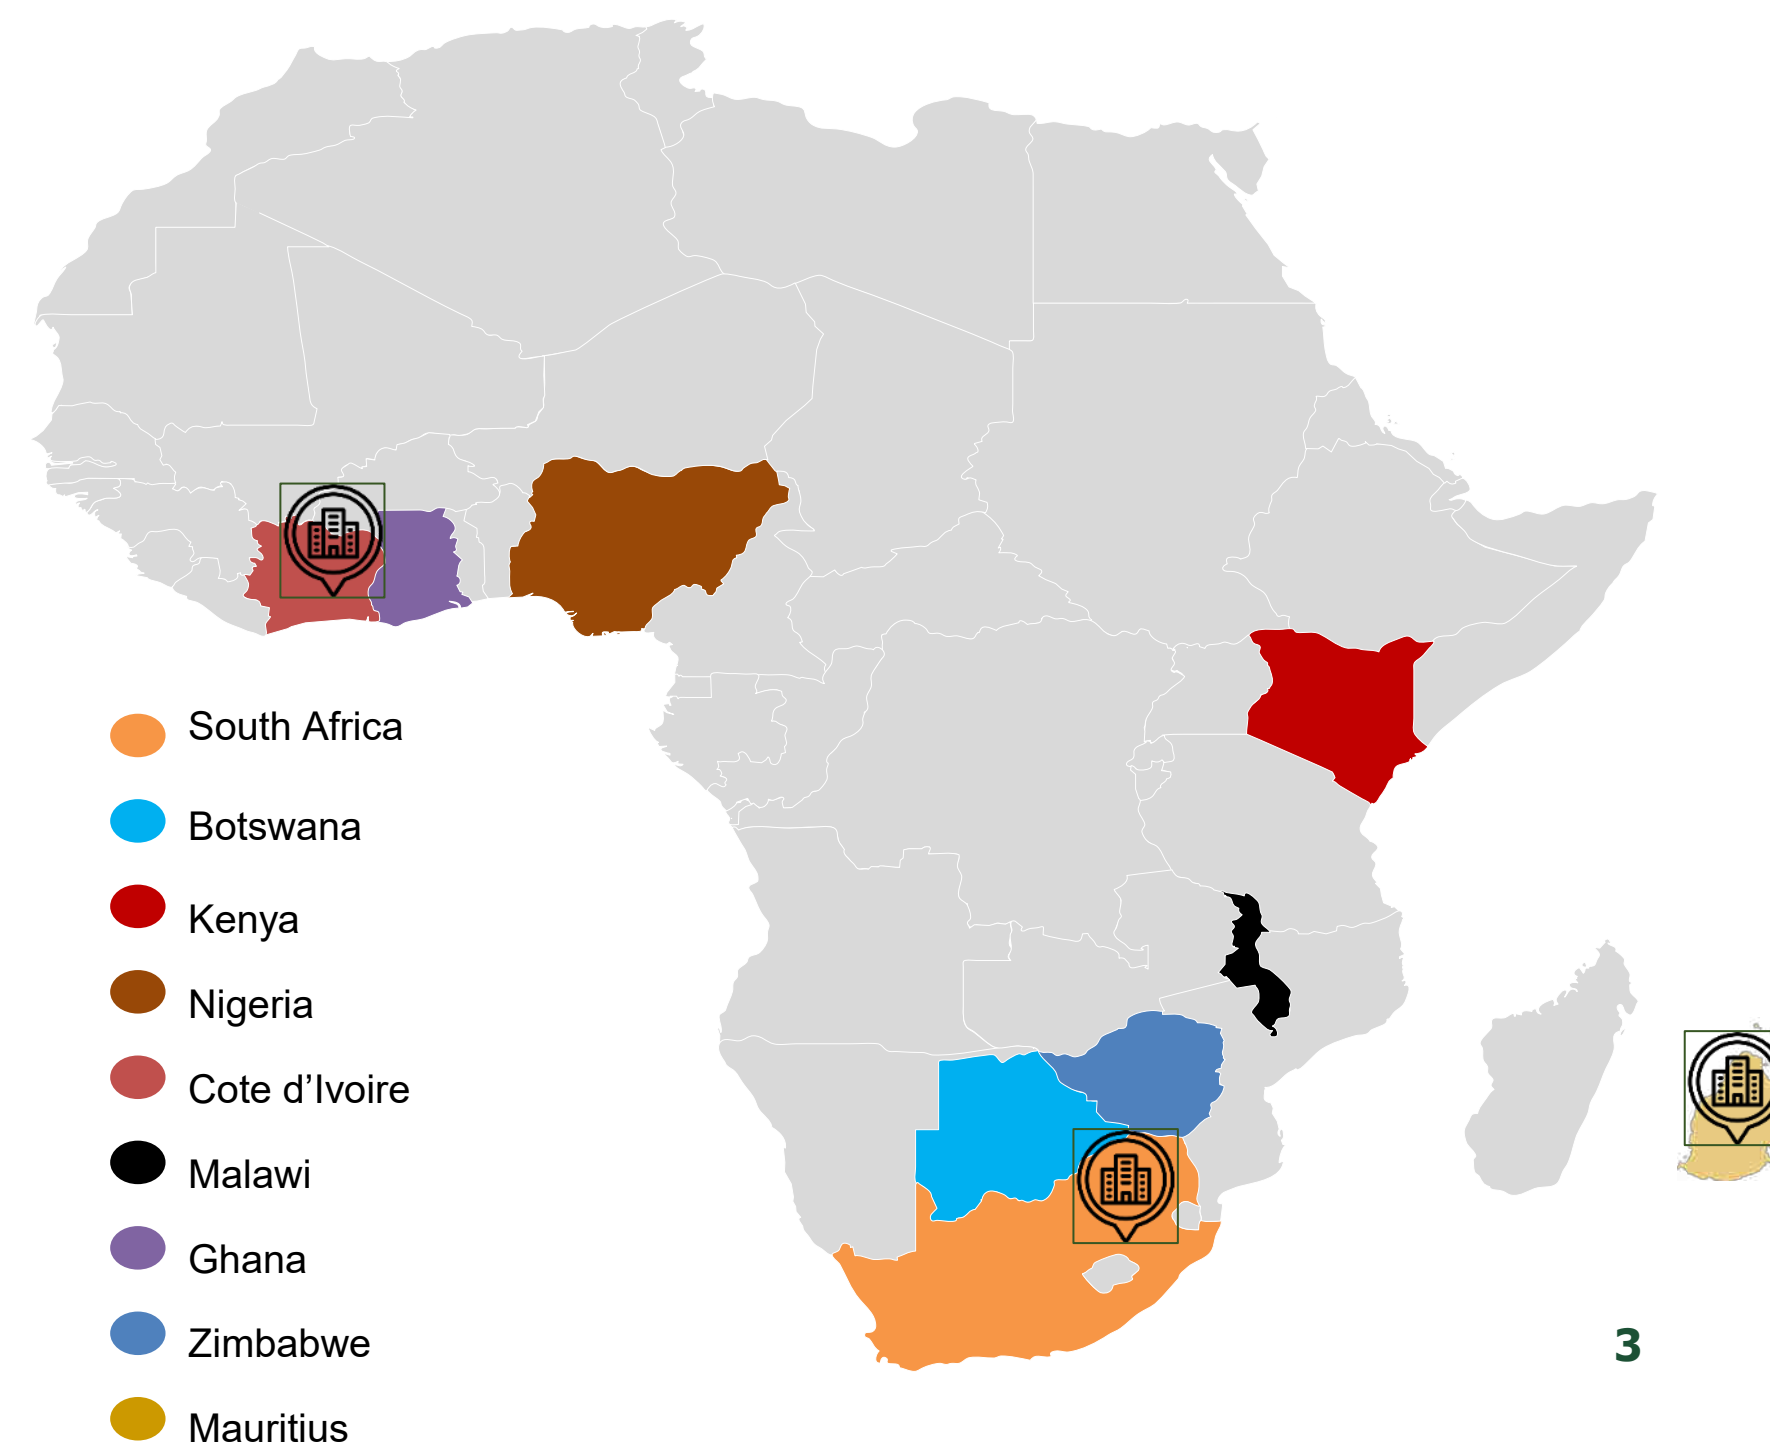 South Africa
Botswana
Kenya
Nigeria
Cote d’Ivoire
Malawi
Ghana
Zimbabwe
Mauritius
3